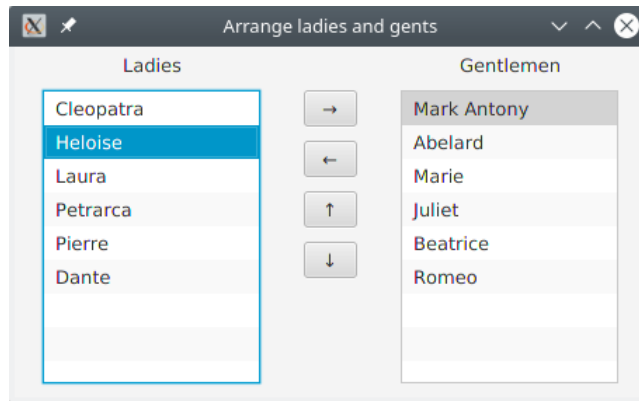 Arrange ladies and gents
Ladies
Gentlemen
Cleopatra
Heloise
Laura
Petrarca
Pierre
Dante
→
←
↑
↓
Mark Antony
Abelard
Marie
Juliet
Beatrice
Romeo